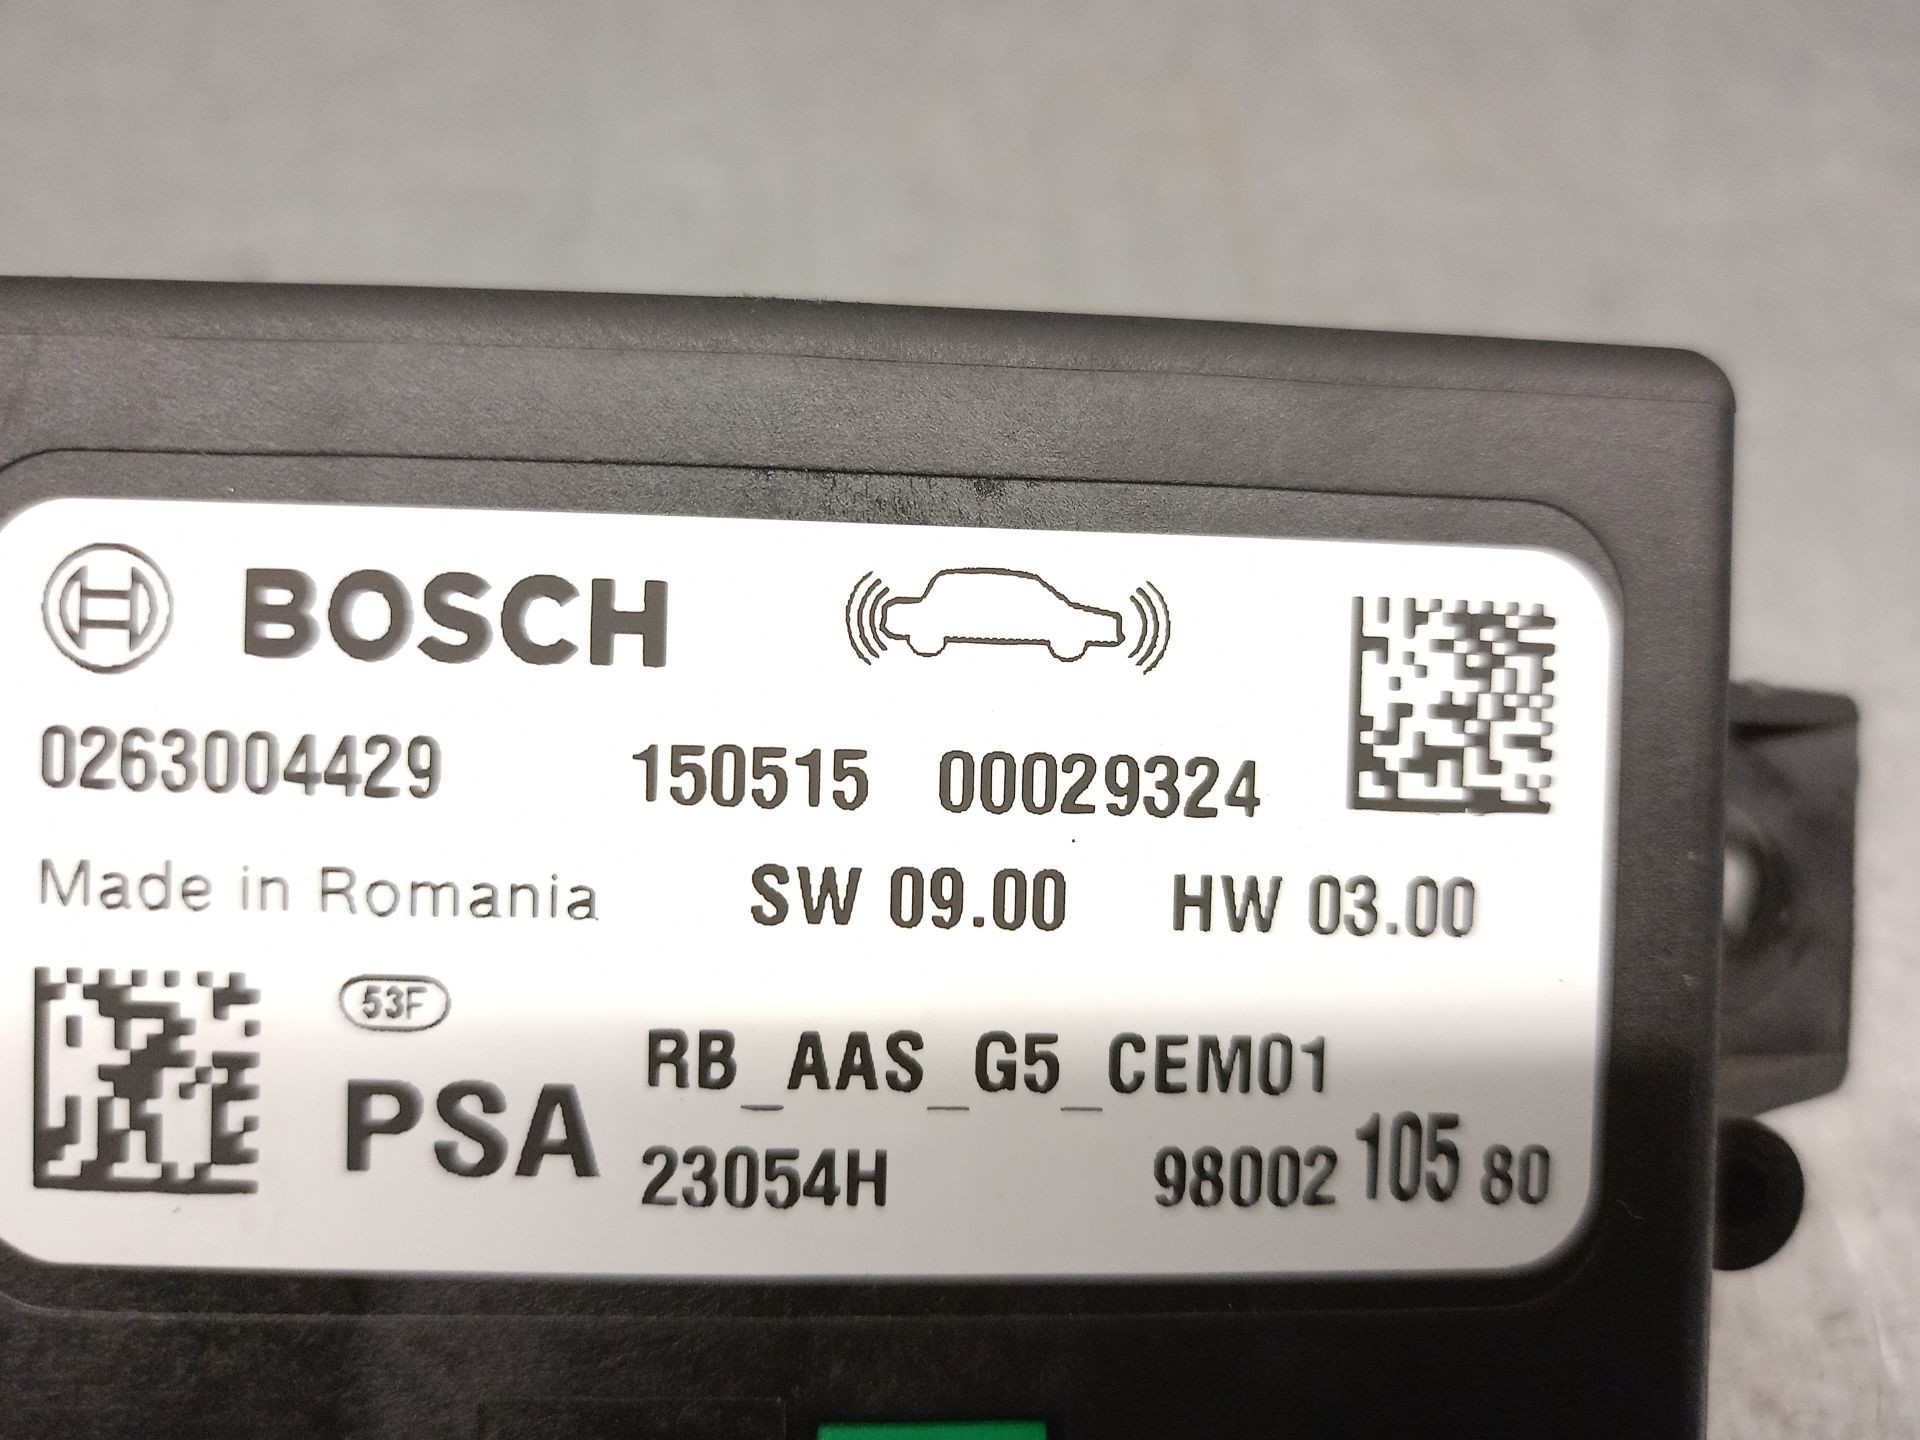 BOSCH
0263004429 150515 00029324
Made in Romania SW 09.00 HW 03.00
53F
RB_AAS_G5_CEM01
PSA
23054H 98002 105 80